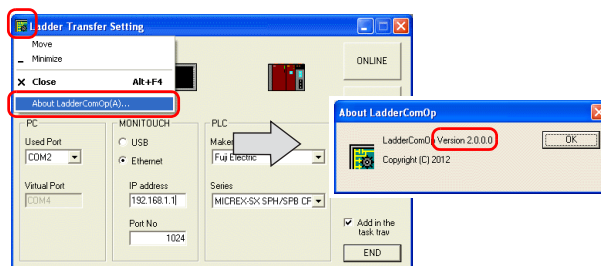 Ladder Transfer Setting
Move
Minimize
Close Alt+F4
About LadderComOp(A)...
ONLINE
PC
Used Port
COM2
Virtual Port
COM4
MONITOUCH
USB
Ethernet
IP address
192.168.1.1
Port No
1024
PLC
Maker
Fuji Electric
Series
MICREX-SX SPH/SPB CF
Add in the
task tray
END
About LadderComOp
LadderComOp Version 2.0.0.0
Copyright (C) 2012
OK